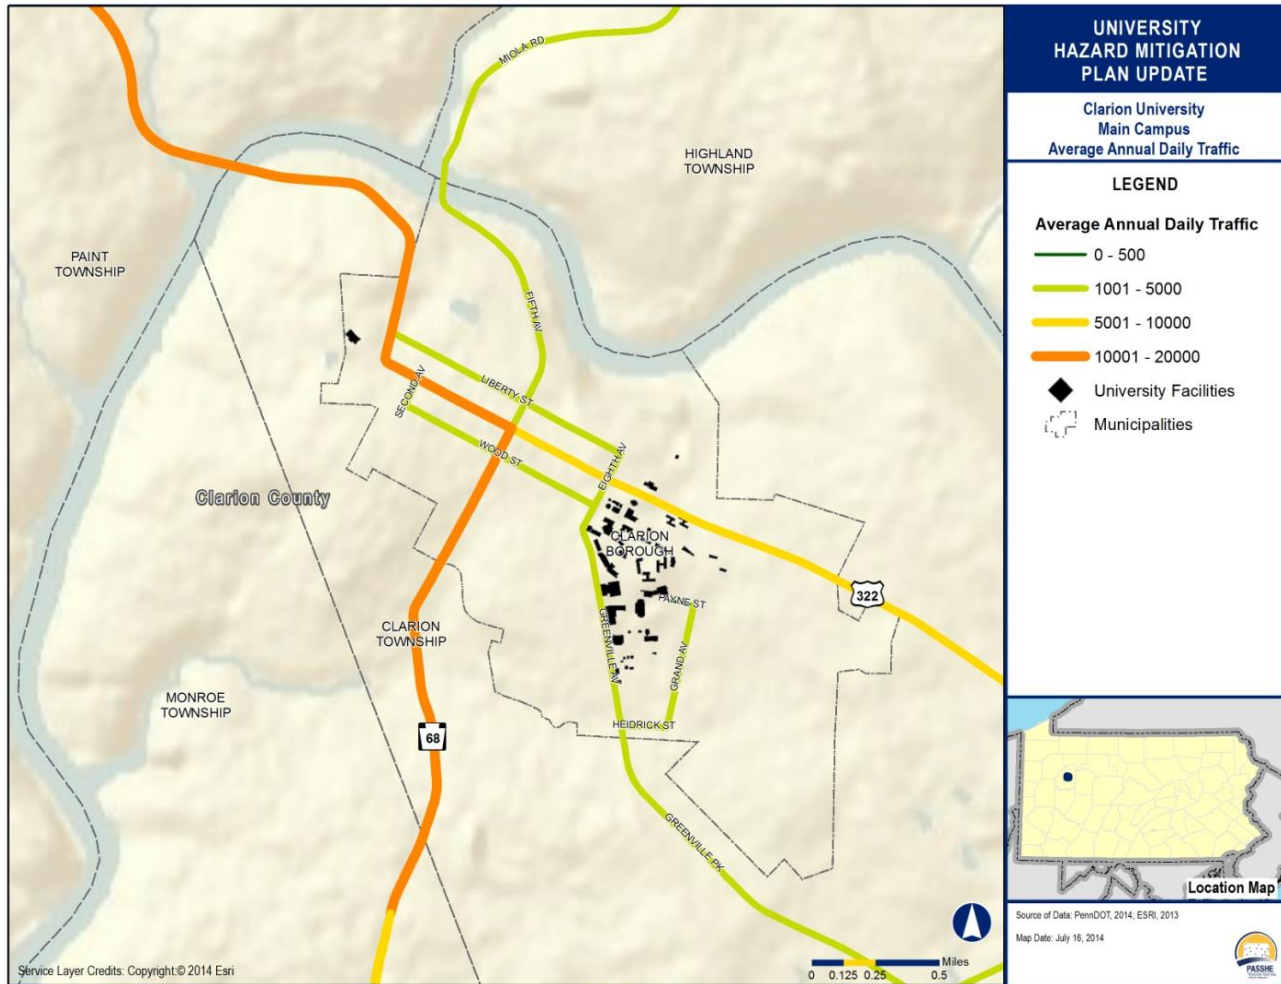 UNIVERSITY
HAZARD MITIGATION
PLAN UPDATE
Clarion University
Main Campus
Average Annual Daily Traffic
LEGEND
Average Annual Daily Traffic
0 - 500
1001 - 5000
5001 - 10000
10001 - 20000
University Facilities
Municipalities
MIOLA RD
HIGHLAND
TOWNSHIP
PAINT
TOWNSHIP
FIFTH AV
LIBERTY ST
SECOND AV
WOOD ST
EIGHTH AV
Clarion County
CLARION
BOROUGH
322
PAYNE ST
GREENVILLE AV
GRAND AV
CLARION
TOWNSHIP
MONROE
TOWNSHIP
HEIDRICK ST
68
GREENVILLE PK
Location Map
Source of Data: PennDOT, 2014, ESRI, 2013
Map Date: July 16, 2014
PASSHE
Miles
0 0.125 0.25 0.5
Service Layer Credits: Copyright:© 2014 Esri